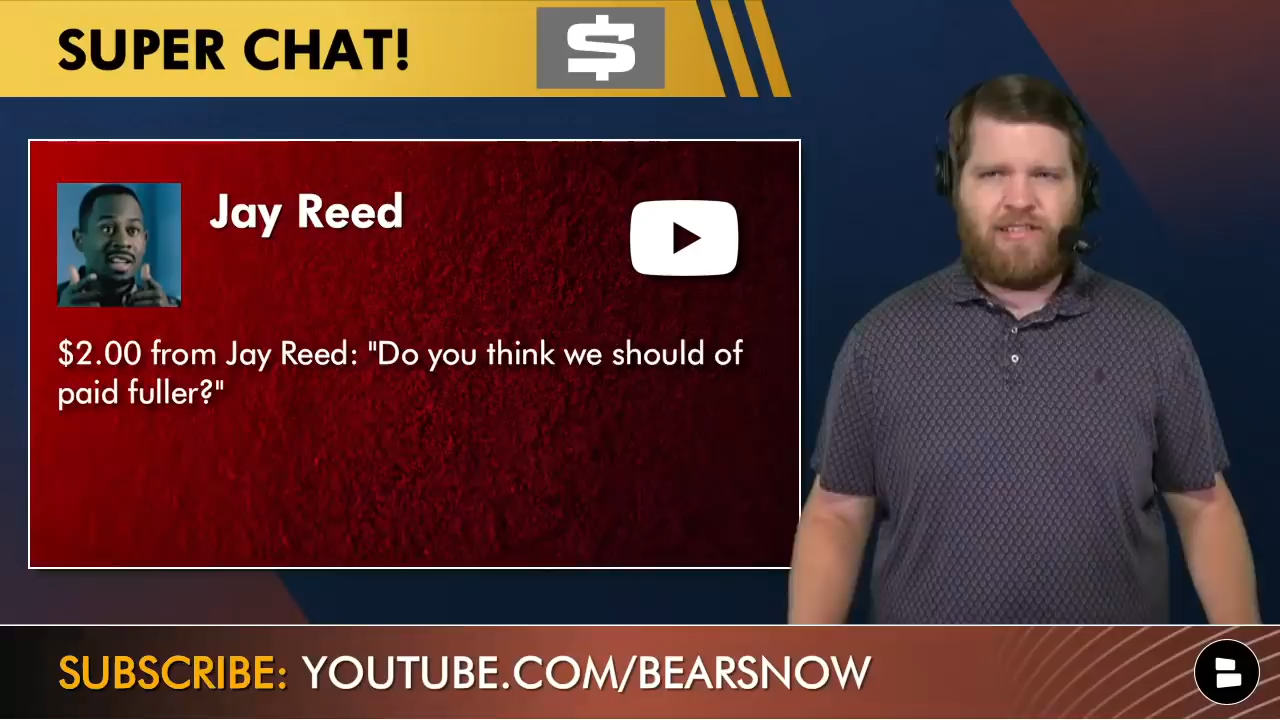 SUPER CHAT!
$
Jay Reed
$2.00 from Jay Reed: "Do you think we should of
paid fuller?"
SUBSCRIBE: YOUTUBE.COM/BEARSNOW